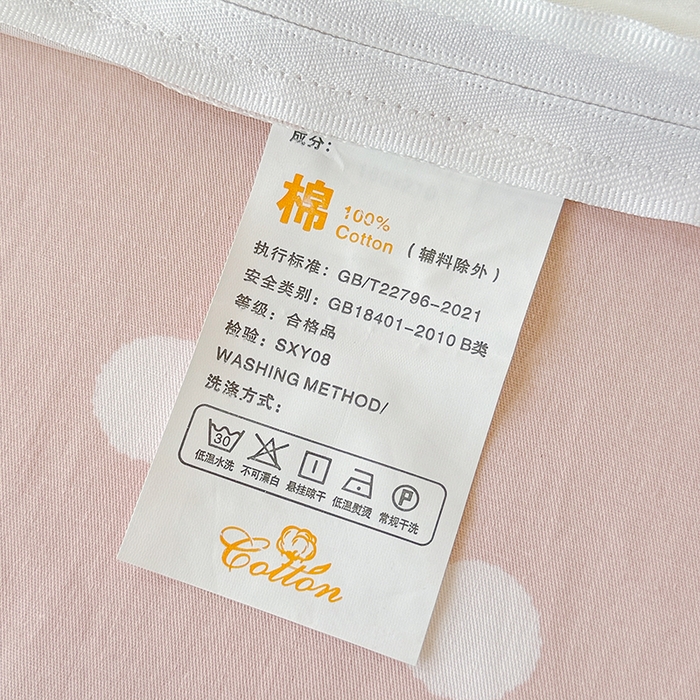 成分：
棉 100% Cotton （辅料除外）
执行标准：GB/T22796-2021
安全类别：GB18401-2010 B类
等级：合格品
检验：SXY08
WASHING METHOD/
洗涤方式：
30
P
低温水洗 不可漂白 悬挂晾干 低温熨烫 常规干洗
Cotton